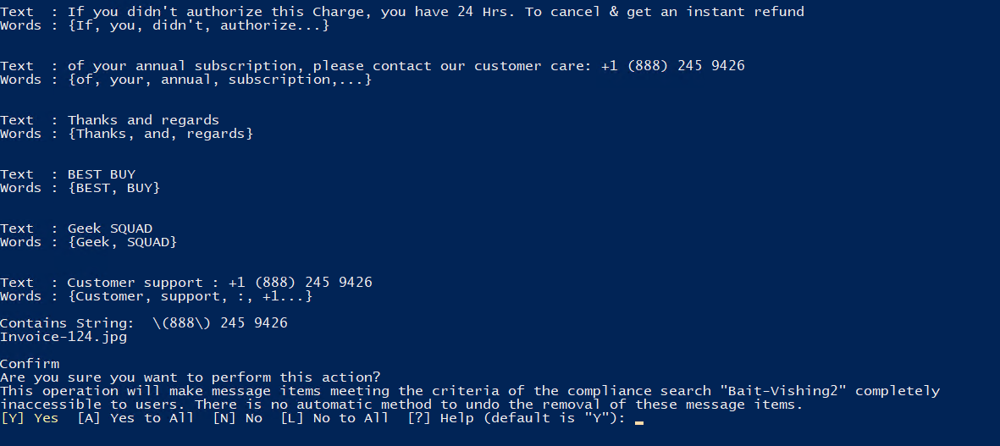 Text  : If you didn't authorize this Charge, you have 24 Hrs. To cancel & get an instant refund
Words : {If, you, didn't, authorize...}
Text  : of your annual subscription, please contact our customer care: +1 (888) 245 9426
Words : {of, your, annual, subscription,...}
Text  : Thanks and regards
Words : {Thanks, and, regards}
Text  : BEST BUY
Words : {BEST, BUY}
Text  : Geek SQUAD
Words : {Geek, SQUAD}
Text  : Customer support : +1 (888) 245 9426
Words : {Customer, support, :, +1...}
Contains String:  \(888\) 245 9426
Invoice-124.jpg
Confirm
Are you sure you want to perform this action?
This operation will make message items meeting the criteria of the compliance search "Bait-Vishing2" completely
inaccessible to users. There is no automatic method to undo the removal of these message items.
[Y] Yes  [A] Yes to All  [N] No  [L] No to All  [?] Help (default is "Y"):